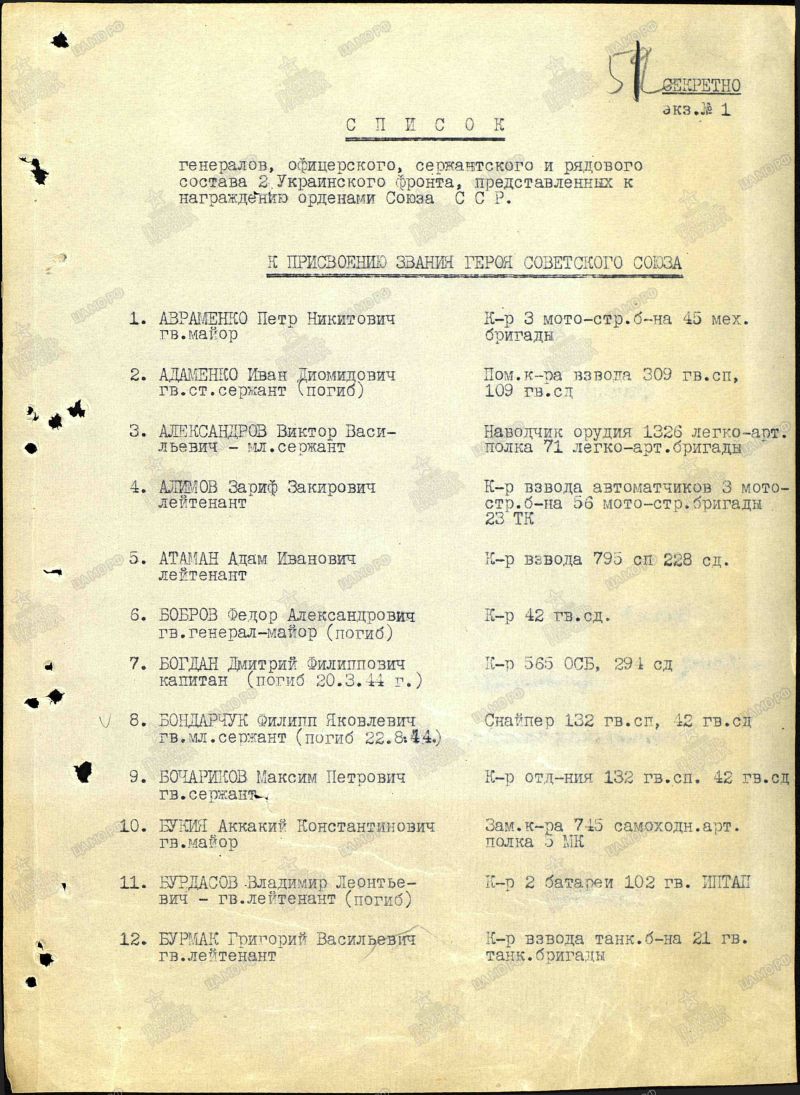 СЕКРЕТНО
экз.№ 1
С П И С О К
генералов, офицерского, сержантского и рядового
состава 2 Украинского фронта, представленных к
награждению орденами Союза С С Р.
К ПРИСВОЕНИЮ ЗВАНИЯ ГЕРОЯ СОВЕТСКОГО СОЮЗА
1. АВРАМЕНКО Петр Никитович К-р 3 мото-стр.б-на 45 мех.
гв.майор бригады
2. АДАМЕНКО Иван Диомидович Пом.к-ра взвода 309 гв.сп,
гв.ст.сержант (погиб) 109 гв.сд
3. АЛЕКСАНДРОВ Виктор Васи- Наводчик орудия 1326 легко-арт.
льевич - мл.сержант полка 71 легко-арт.бригады
4. АЛИМОВ Зариф Закирович К-р взвода автоматчиков 3 мото-
лейтенант стр.б-на 56 мото-стр.бригады
23 ТК
5. АТАМАН Адам Иванович К-р взвода 795 сп 228 сд.
лейтенант
6. БОБРОВ Федор Александрович К-р 42 гв.сд.
гв.генерал-майор (погиб)
7. БОГДАН Дмитрий Филиппович К-р 565 ОСБ, 294 сд
капитан (погиб 20.3.44 г.)
8. БОНДАРЧУК Филипп Яковлевич Снайпер 132 гв.сп, 42 гв.сд
гв.мл.сержант (погиб 22.8.44.)
9. БОЧАРИКОВ Максим Петрович К-р отд-ния 132 гв.сп. 42 гв.сд
гв.сержант.
10. БУКИЯ Аккакий Константинович Зам.к-ра 745 самоходн.арт.
гв.майор полка 5 МК
11. БУРДАСОВ Владимир Леонтье- К-р 2 батареи 102 гв. ИПТАП
вич - гв.лейтенант (погиб)
12. БУРМАК Григорий Васильевич К-р взвода танк.б-на 21 гв.
гв.лейтенант танк.бригады